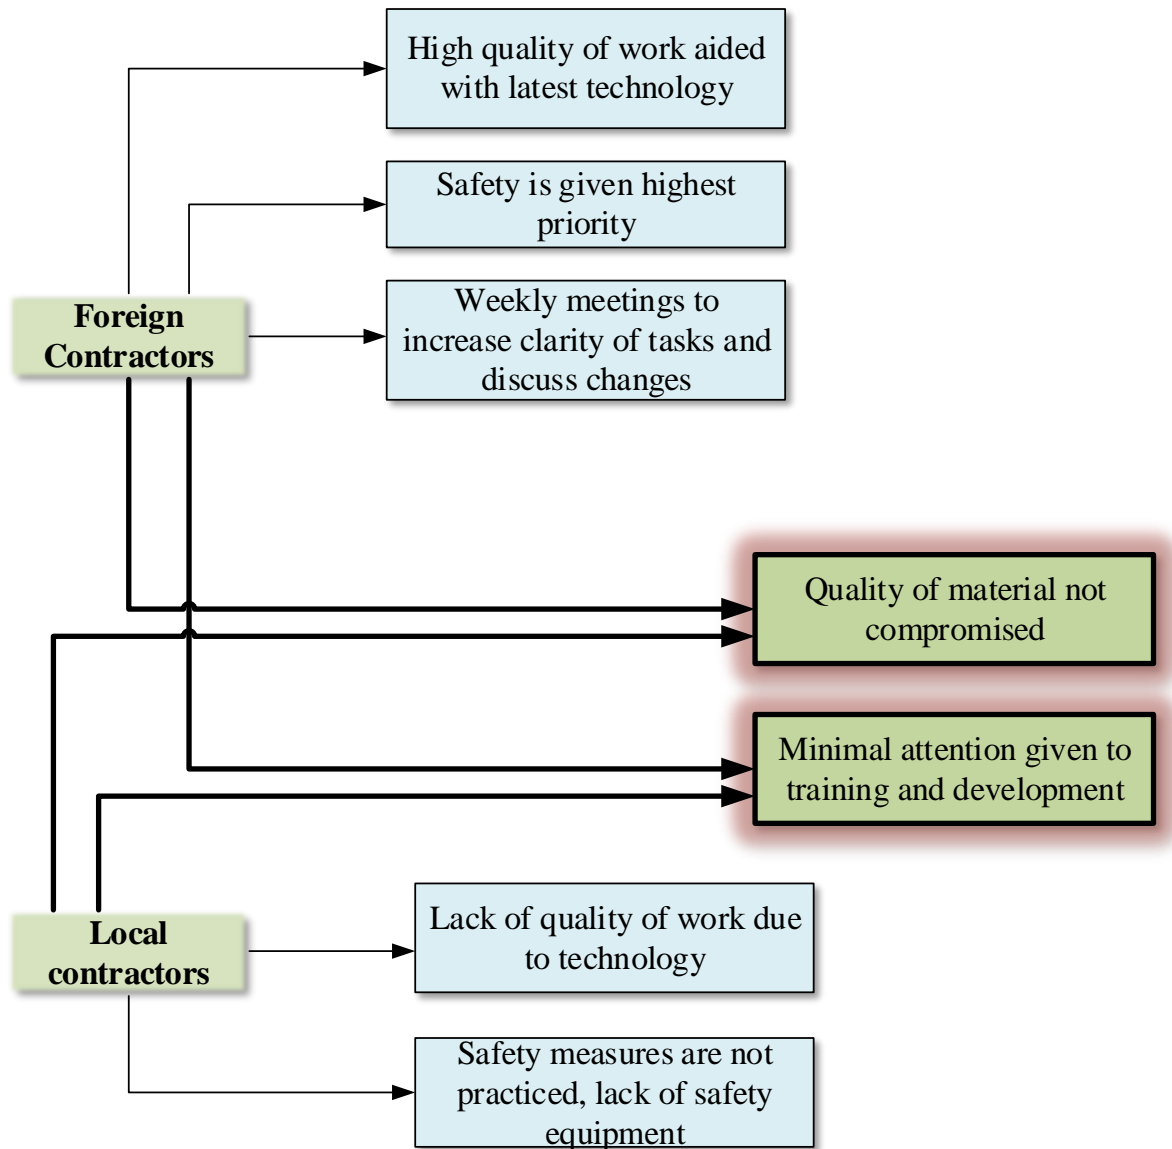 High quality of work aided
with latest technology
Safety is given highest
priority
Foreign
Contractors
Weekly meetings to
increase clarity of tasks and
discuss changes
Quality of material not
compromised
Minimal attention given to
training and development
Local
contractors
Lack of quality of work due
to technology
Safety measures are not
practiced, lack of safety
equipment